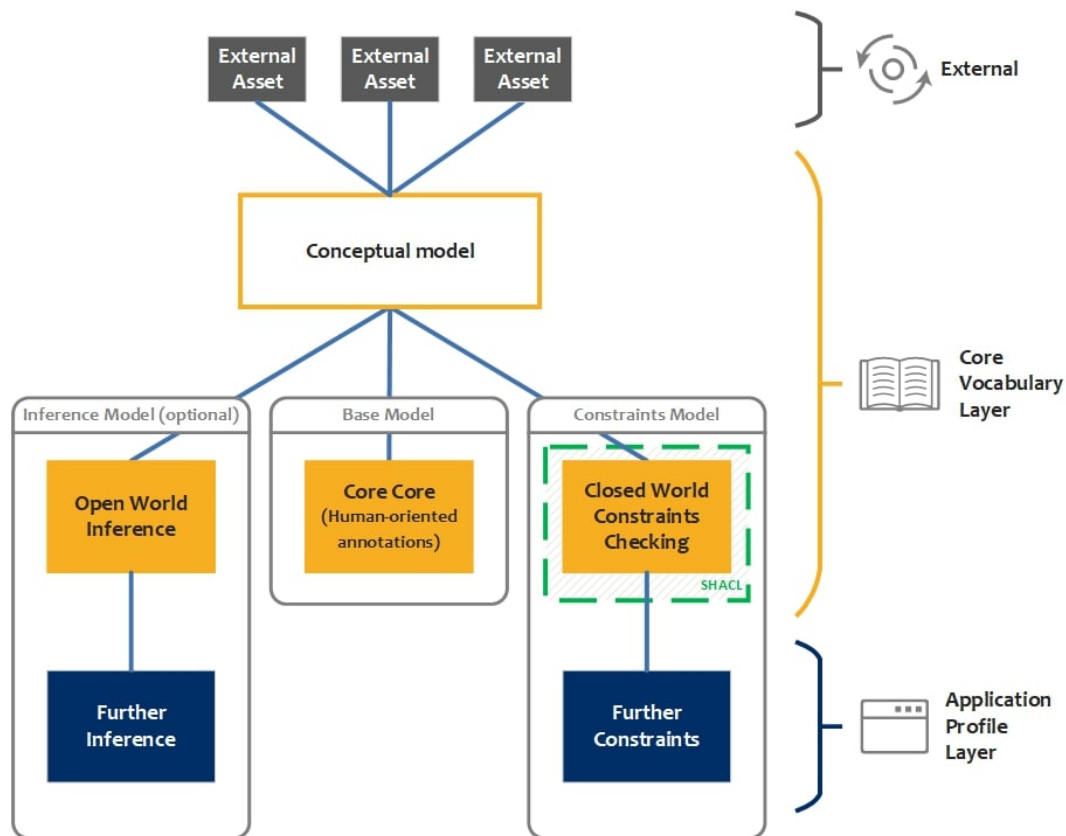 External
Asset
External
Asset
External
Asset
External
Conceptual model
Core
Vocabulary
Layer
Inference Model (optional)
Base Model
Constraints Model
Open World
Inference
Core Core
(Human-oriented
annotations)
Closed World
Constraints
Checking
SHACL
Further
Inference
Further
Constraints
Application
Profile
Layer